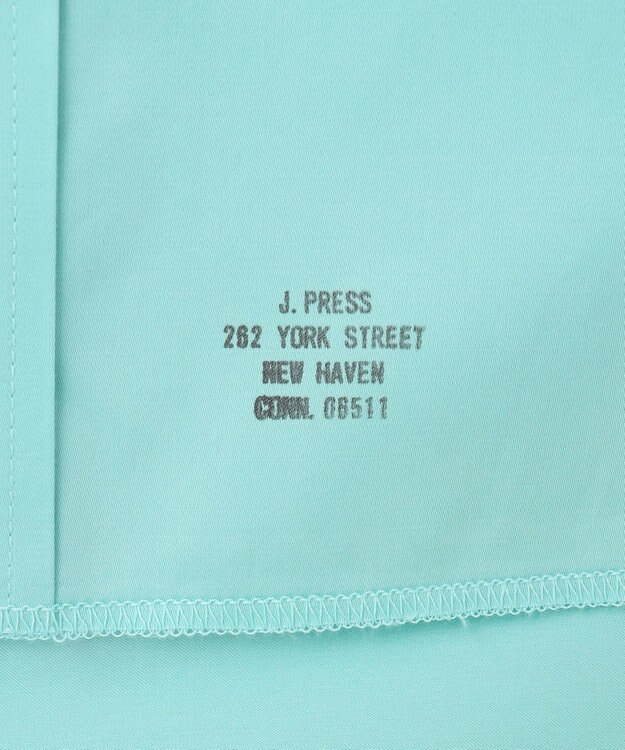 J. PRESS
262 YORK STREET
NEW HAVEN
CONN. 06511